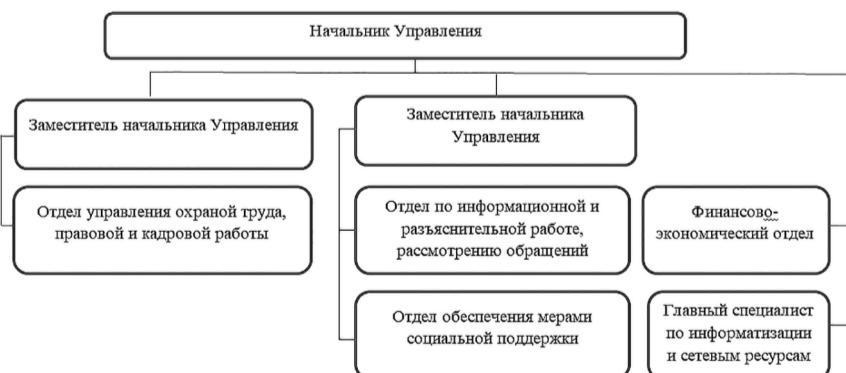 Начальник Управления
Заместитель начальника Управления
Заместитель начальника
Управления
Отдел управления охраной труда,
правовой и кадровой работы
Отдел по информационной и
разъяснительной работе,
рассмотрению обращений
Финансово-
экономический отдел
Отдел обеспечения мерами
социальной поддержки
Главный специалист
по информатизации
и сетевым ресурсам